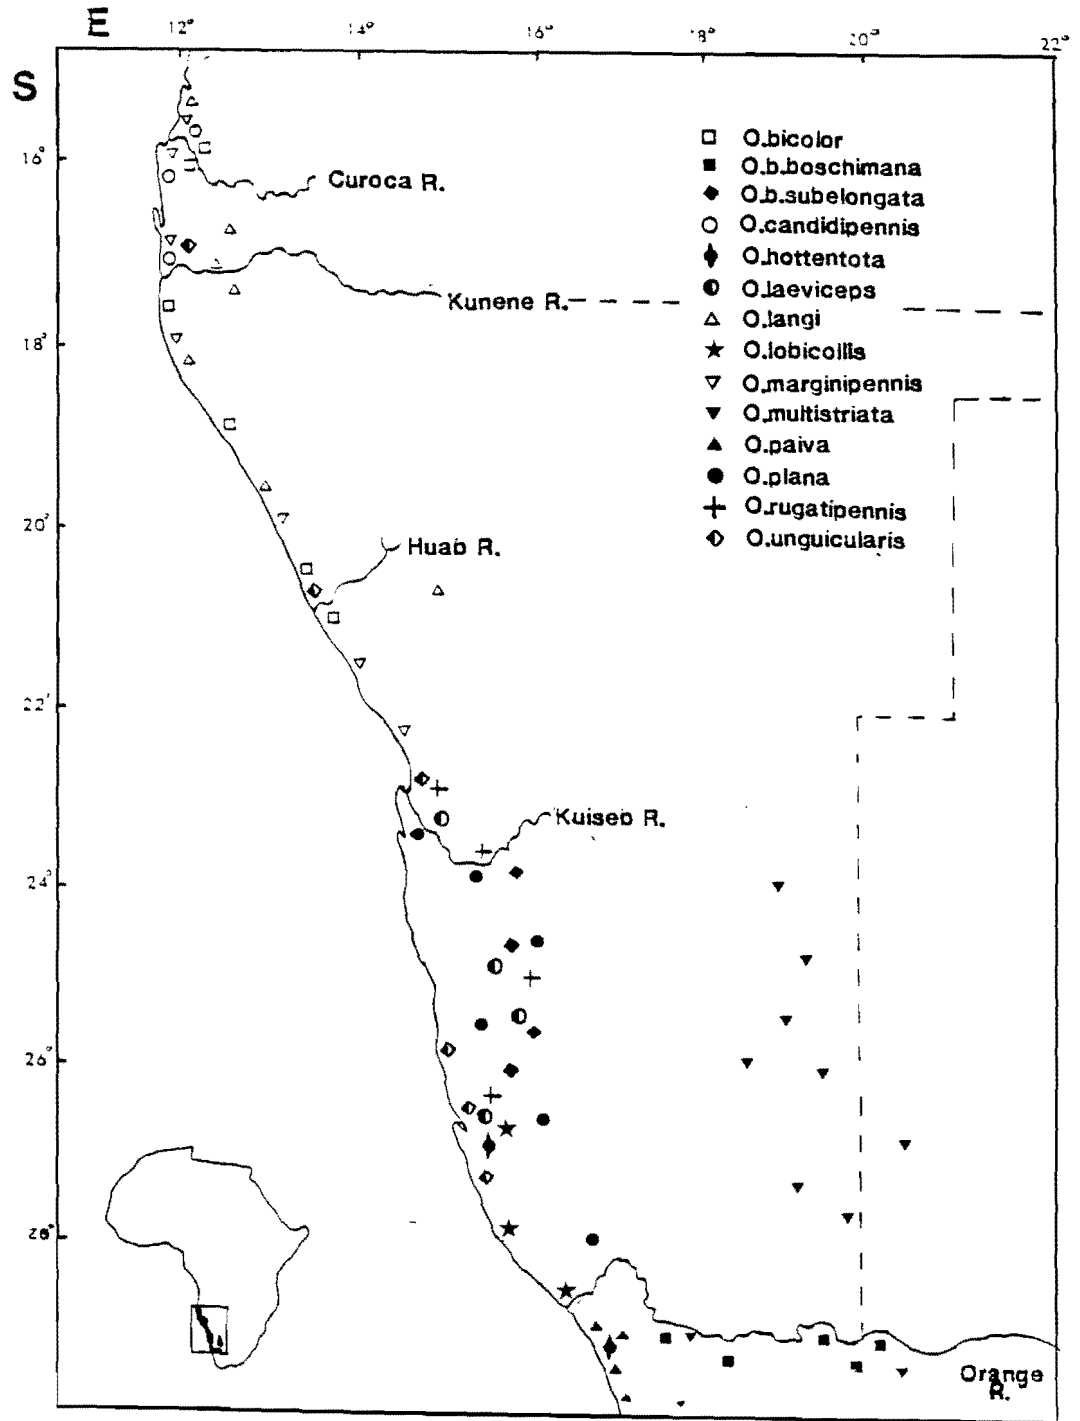 E
12° 14° 16° 18° 20° 22°
S
16°
18°
20°
22°
24°
26°
28°
Curoca R.
Kunene R.
Huab R.
Kuiseb R.
Orange
R.
O.bicolor
O.b.boschimana
O.b.subelongata
O.candidipennis
O.hottentota
O.laeviceps
O.langi
O.lobicollis
O.marginipennis
O.multistriata
O.paiva
O.plana
O.rugatipennis
O.unguicularis